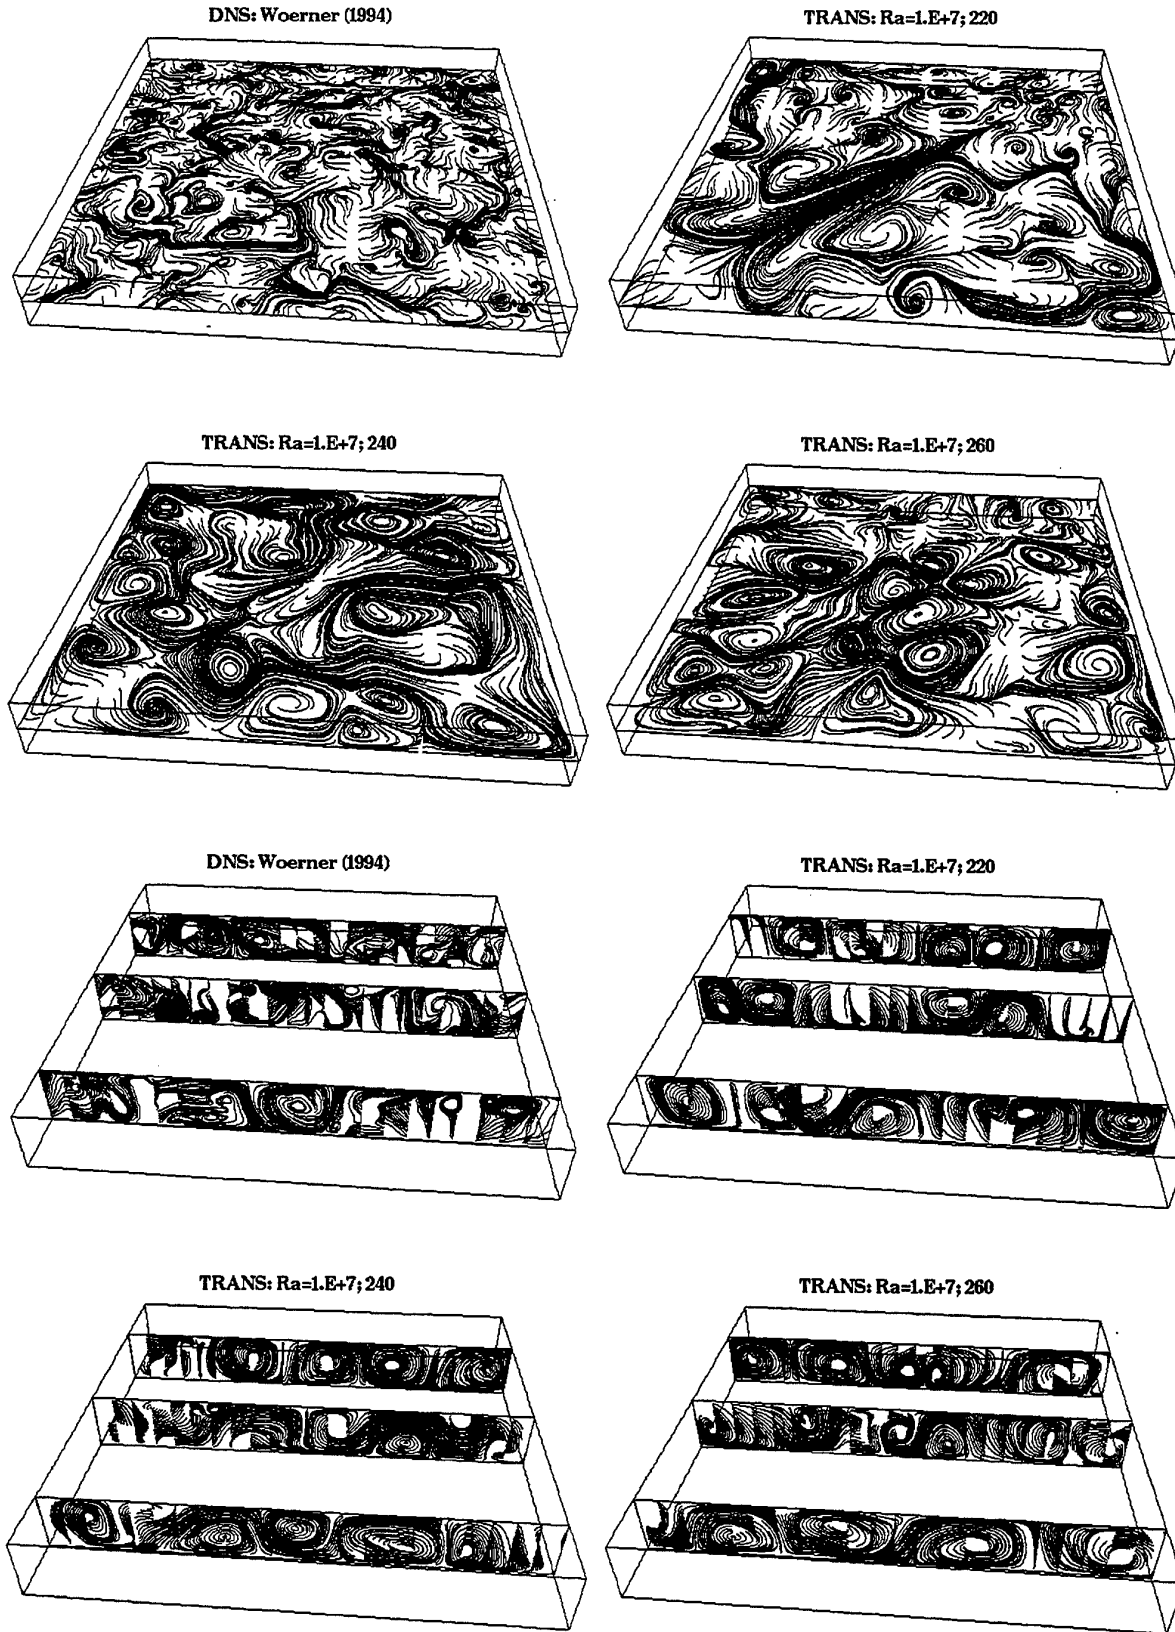 DNS: Woerner (1994)
TRANS: Ra=1.E+7; 220
TRANS: Ra=1.E+7; 240
TRANS: Ra=1.E+7; 260
DNS: Woerner (1994)
TRANS: Ra=1.E+7; 220
TRANS: Ra=1.E+7; 240
TRANS: Ra=1.E+7; 260